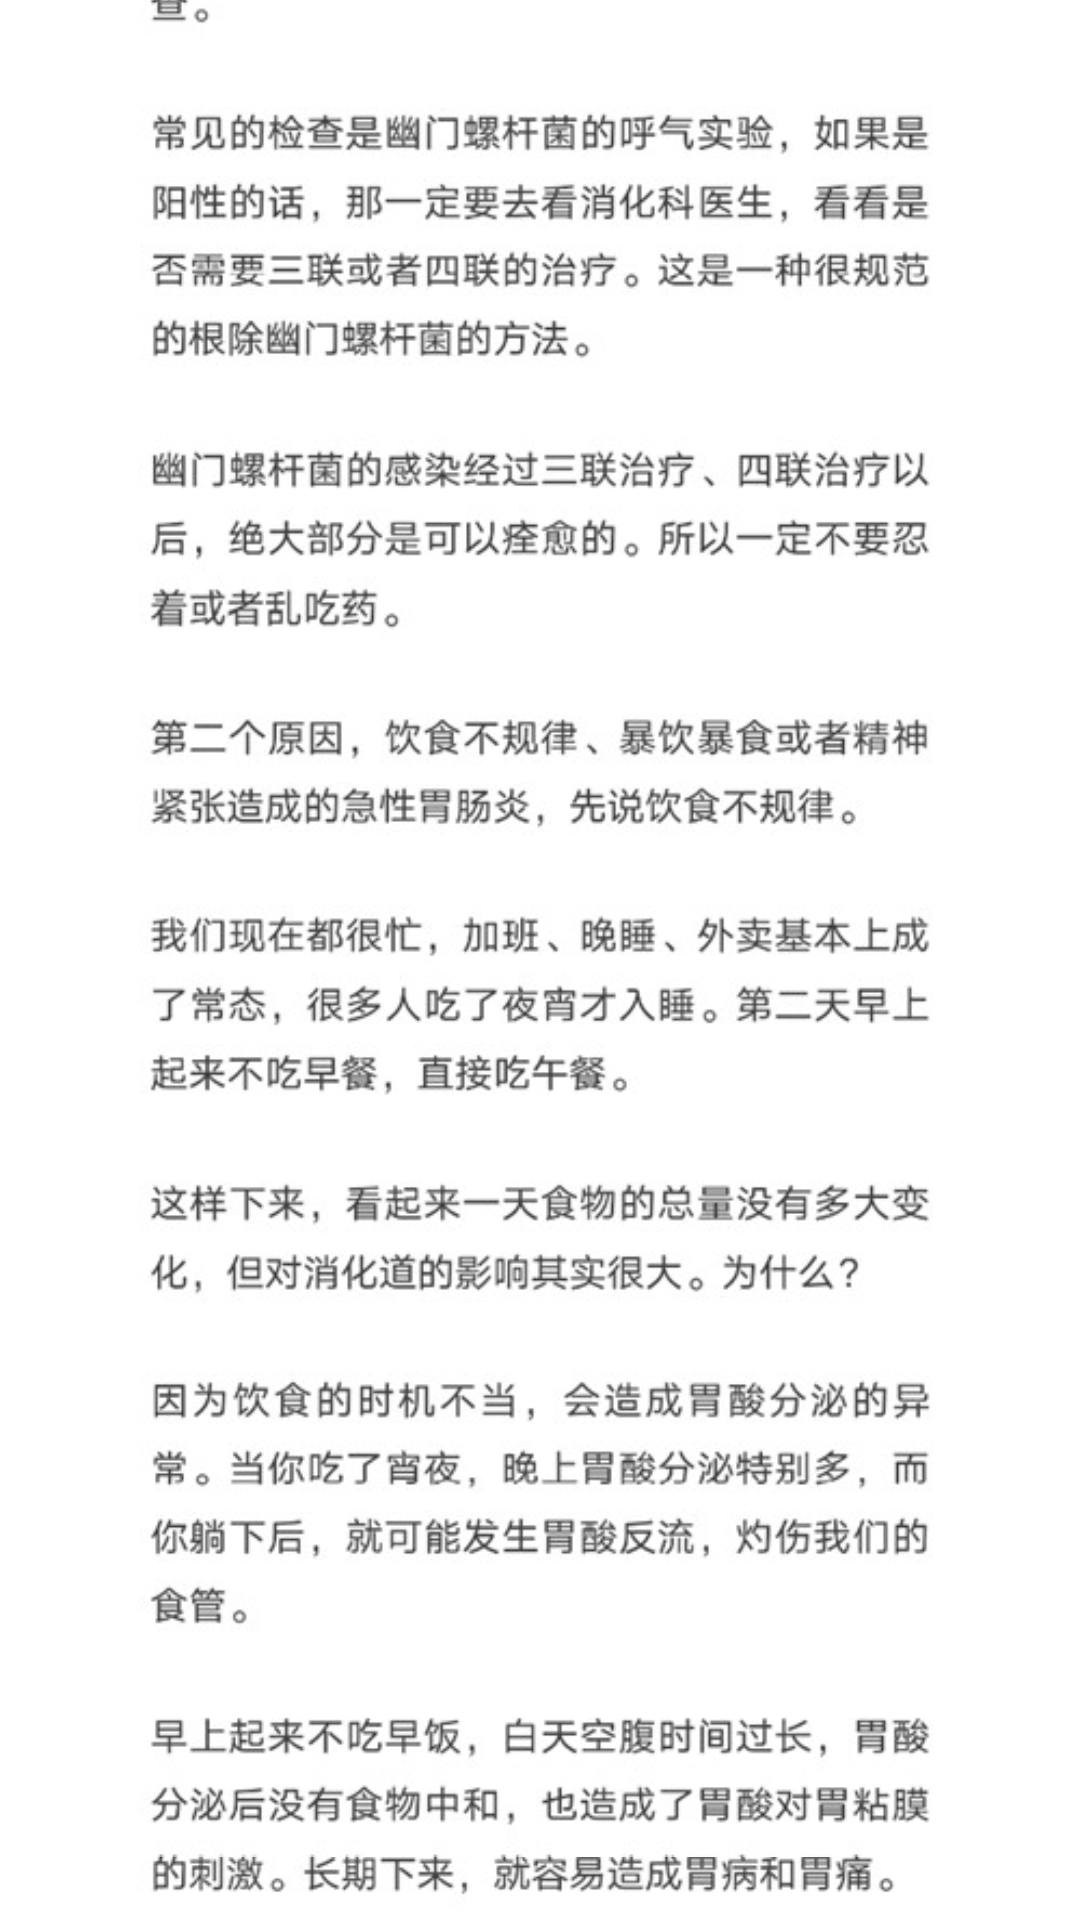 查。
常见的检查是幽门螺杆菌的呼气实验，如果是
阳性的话，那一定要去看消化科医生，看看是
否需要三联或者四联的治疗。这是一种很规范
的根除幽门螺杆菌的方法。
幽门螺杆菌的感染经过三联治疗、四联治疗以
后，绝大部分是可以痊愈的。所以一定不要忍
着或者乱吃药。
第二个原因，饮食不规律、暴饮暴食或者精神
紧张造成的急性胃肠炎，先说饮食不规律。
我们现在都很忙，加班、晚睡、外卖基本上成
了常态，很多人吃了夜宵才入睡。第二天早上
起来不吃早餐，直接吃午餐。
这样下来，看起来一天食物的总量没有多大变
化，但对消化道的影响其实很大。为什么？
因为饮食的时机不当，会造成胃酸分泌的异
常。当你吃了宵夜，晚上胃酸分泌特别多，而
你躺下后，就可能发生胃酸反流，灼伤我们的
食管。
早上起来不吃早饭，白天空腹时间过长，胃酸
分泌后没有食物中和，也造成了胃酸对胃粘膜
的刺激。长期下来，就容易造成胃病和胃痛。